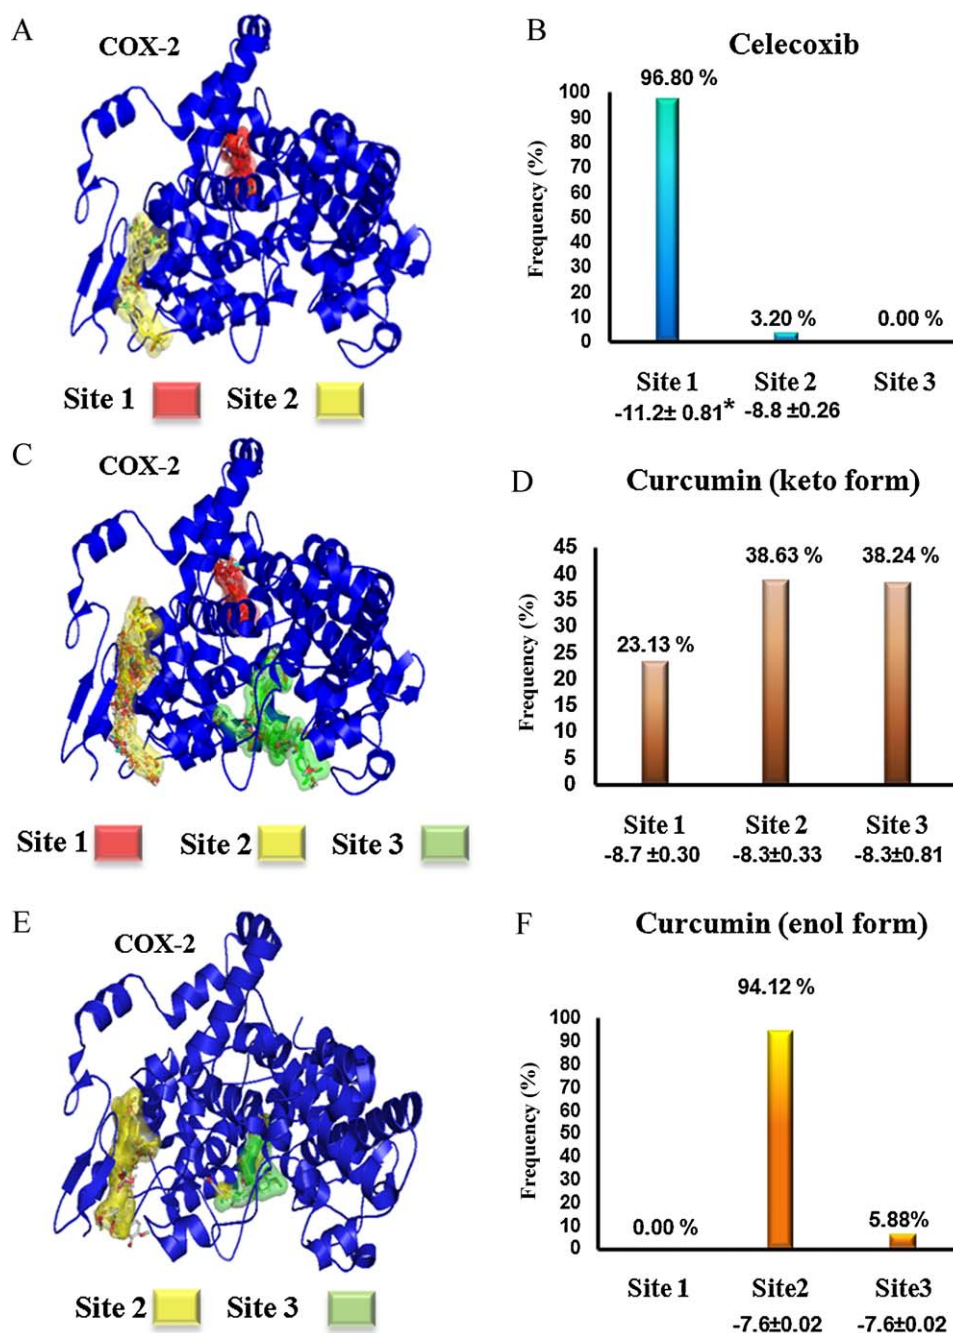 A
COX-2
Site 1 Site 2
B
Celecoxib
96.80 %
100
90
80
70
60
50
40
30
20
10
0
Frequency (%)
3.20 %
0.00 %
Site 1 Site 2 Site 3
-11.2± 0.81* -8.8 ±0.26
C
COX-2
Site 1 Site 2 Site 3
D
Curcumin (keto form)
45
40
35
30
25
20
15
10
5
0
Frequency (%)
23.13 %
38.63 %
38.24 %
Site 1 Site 2 Site 3
-8.7 ±0.30 -8.3±0.33 -8.3±0.81
E
COX-2
Site 2 Site 3
F
Curcumin (enol form)
94.12 %
100
90
80
70
60
50
40
30
20
10
0
Frequency (%)
0.00 %
5.88%
Site 1 Site2 Site3
-7.6±0.02 -7.6±0.02